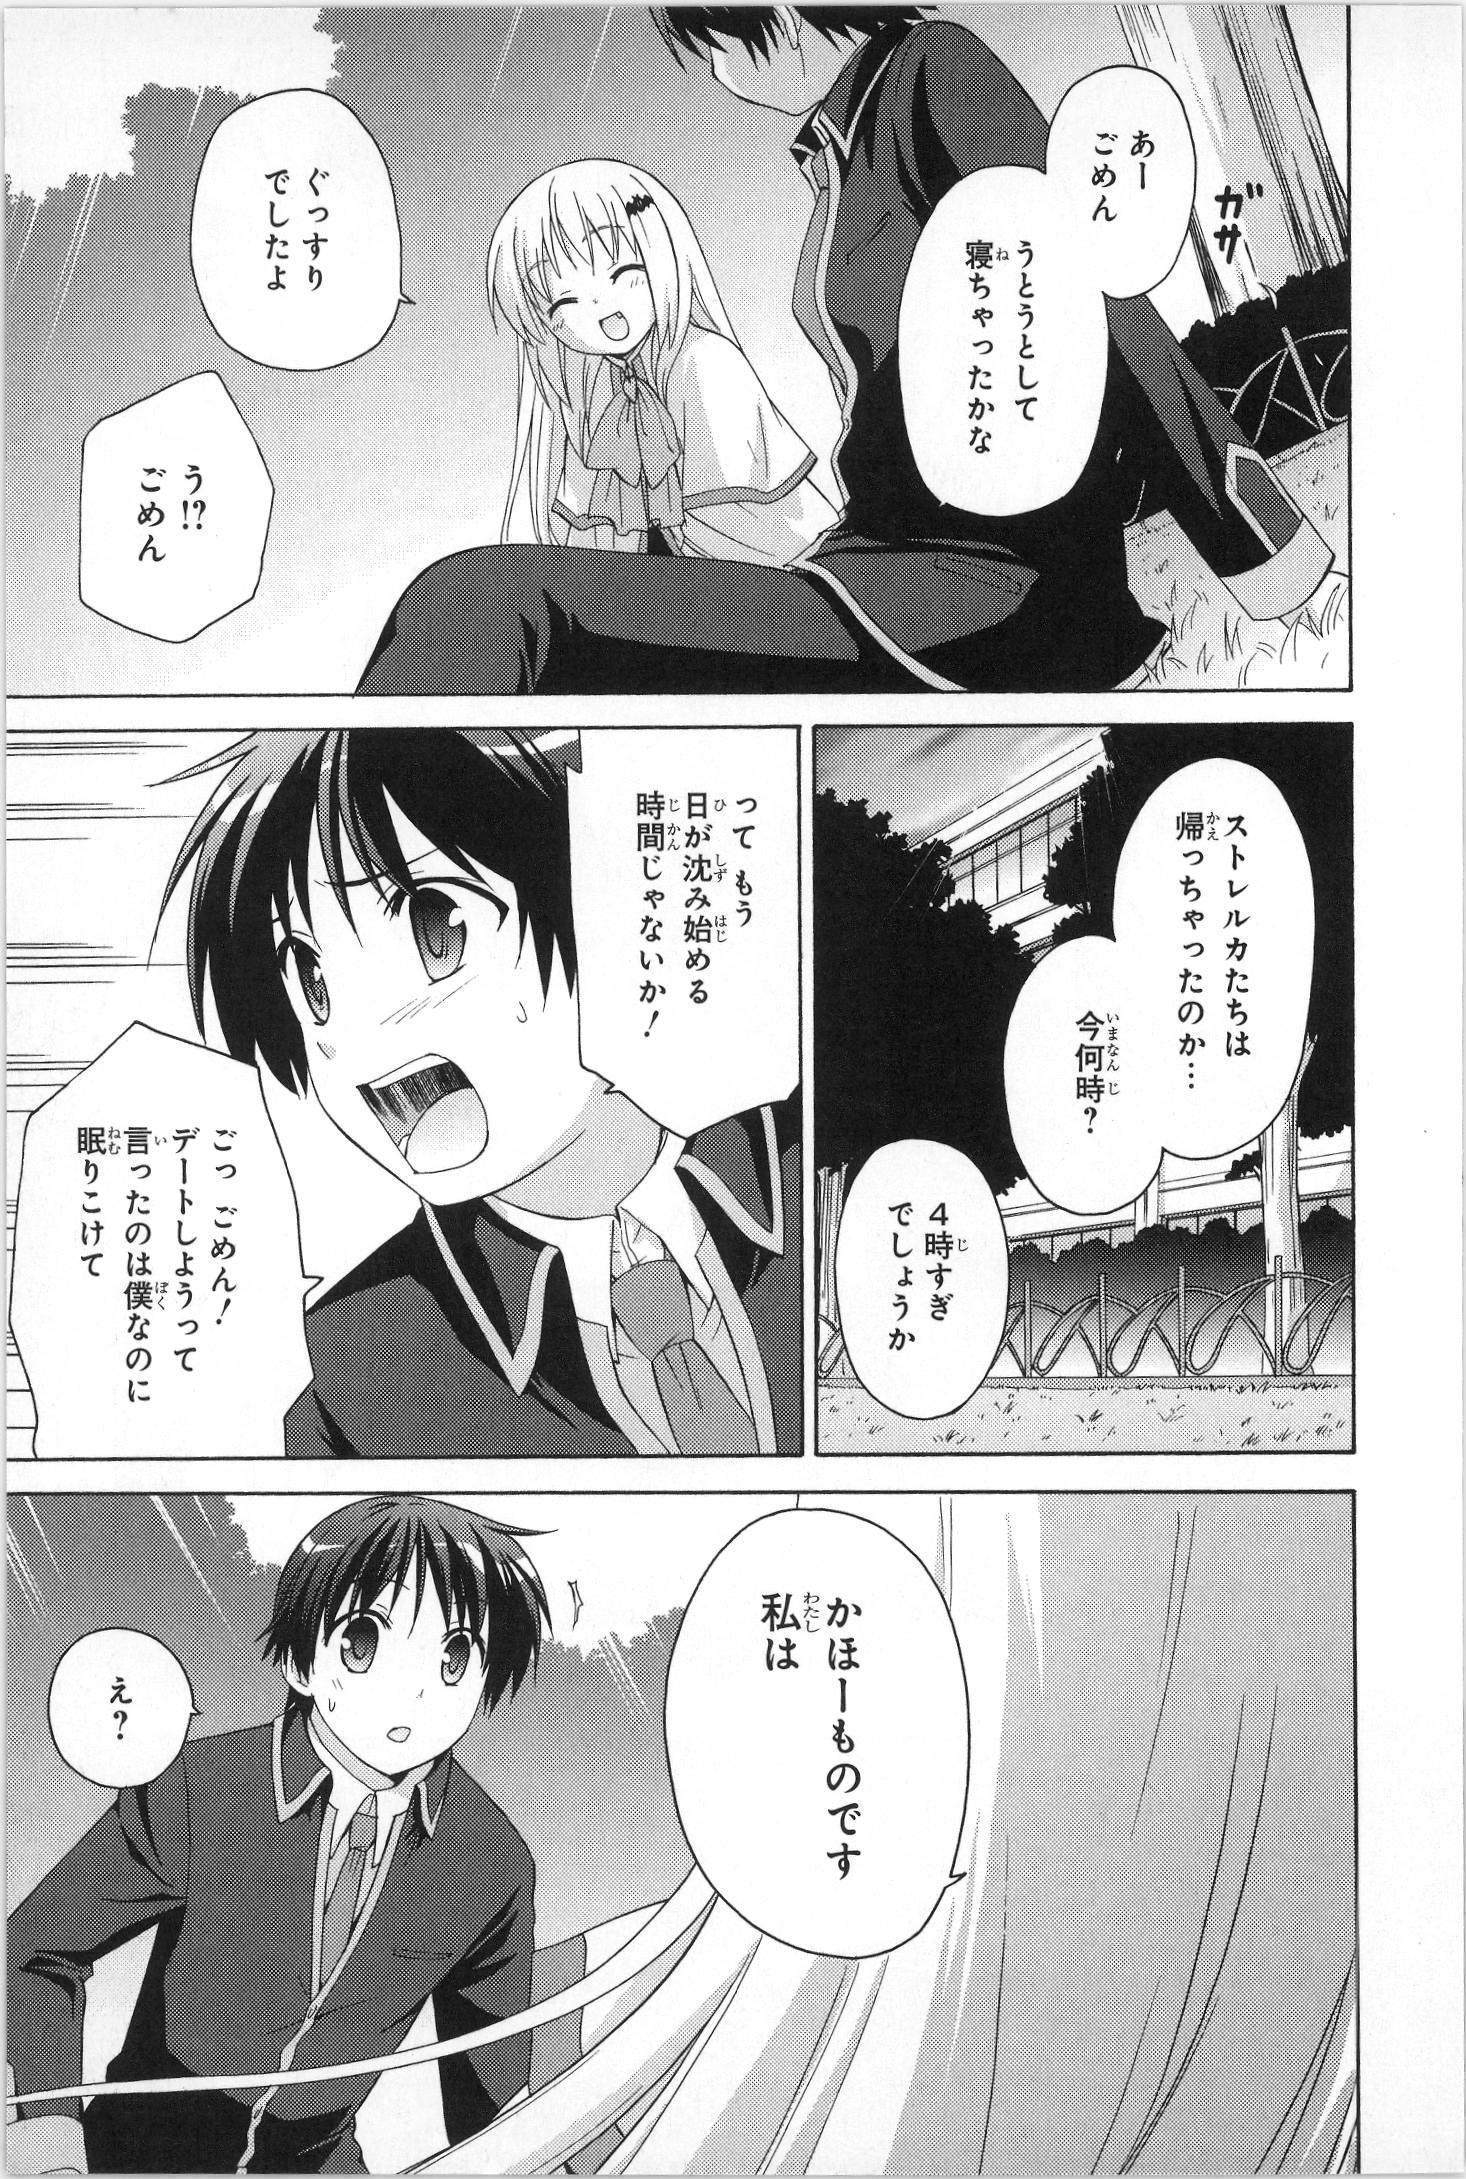 あー
ごめん
うとうとして
寝ちゃったかな
ガサ
ぐっすり
でしたよ
う!?
ごめん
ストレルカたちは
帰っちゃったのか…
今何時?
4時すぎ
でしょうか
って もう
日が沈み始める
時間じゃないか!
ごっ ごめん!
デートしようって
言ったのは僕なのに
眠りこけて
かほーものです
私は
え?